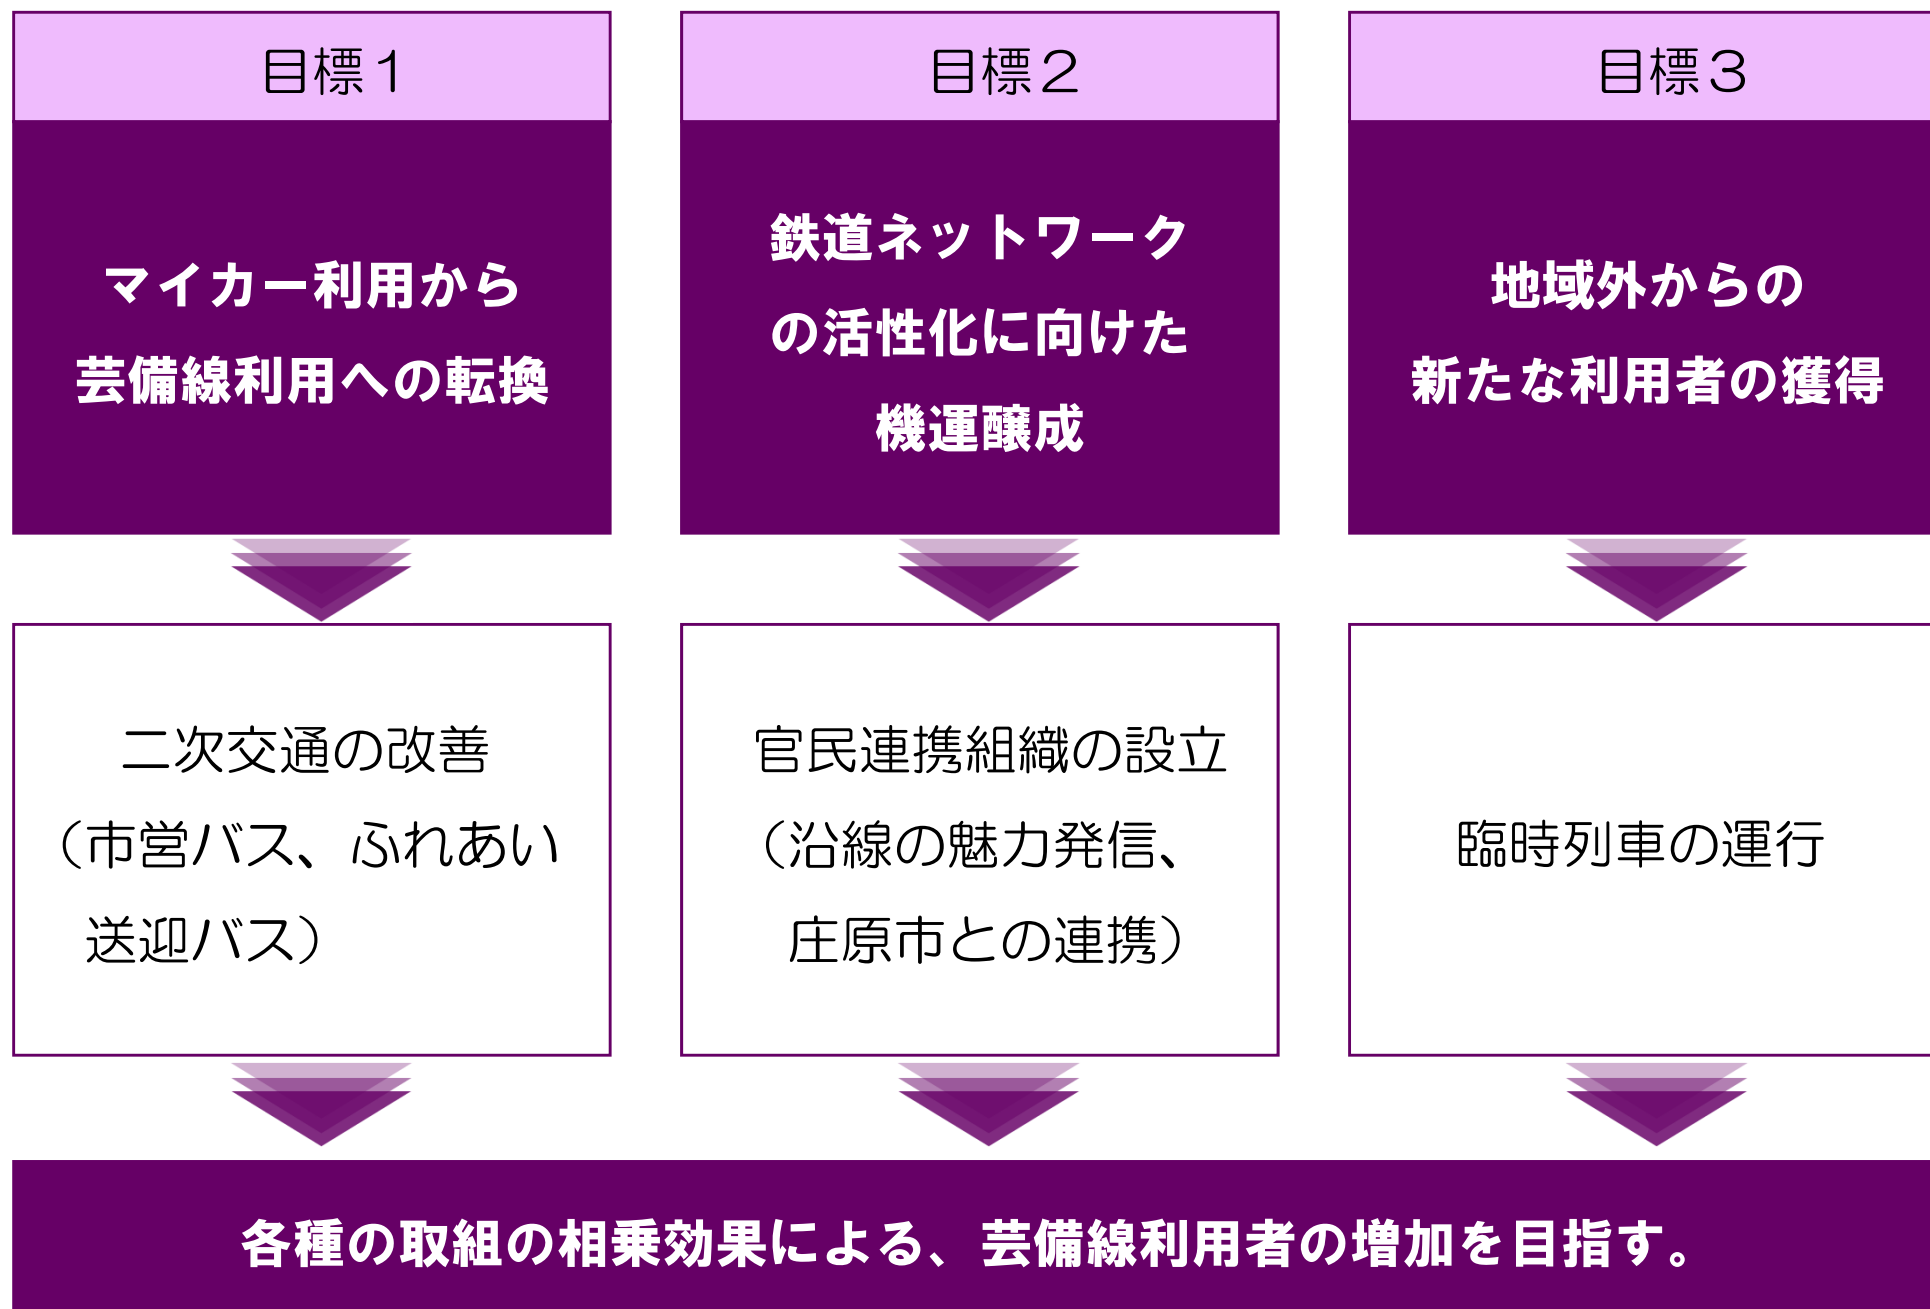 目標１
マイカー利用から
芸備線利用への転換
二次交通の改善
（市営バス、ふれあい
送迎バス）
目標２
鉄道ネットワーク
の活性化に向けた
機運醸成
官民連携組織の設立
（沿線の魅力発信、
庄原市との連携）
目標３
地域外からの
新たな利用者の獲得
臨時列車の運行
各種の取組の相乗効果による、芸備線利用者の増加を目指す。